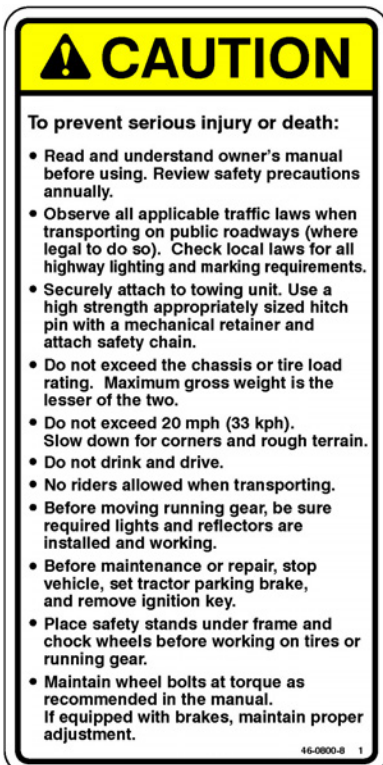 CAUTION
To prevent serious injury or death:
• Read and understand owner's manual
before using. Review safety precautions
annually.
• Observe all applicable traffic laws when
transporting on public roadways (where
legal to do so).  Check local laws for all
highway lighting and marking requirements.
• Securely attach to towing unit. Use a
high strength appropriately sized hitch
pin with a mechanical retainer and
attach safety chain.
• Do not exceed the chassis or tire load
rating.  Maximum gross weight is the
lesser of the two.
• Do not exceed 20 mph (33 kph).
Slow down for corners and rough terrain.
• Do not drink and drive.
• No riders allowed when transporting.
• Before moving running gear, be sure
required lights and reflectors are
installed and working.
• Before maintenance or repair, stop
vehicle, set tractor parking brake,
and remove ignition key.
• Place safety stands under frame and
chock wheels before working on tires or
running gear.
• Maintain wheel bolts at torque as
recommended in the manual.
If equipped with brakes, maintain proper
adjustment.
46-0800-8 1